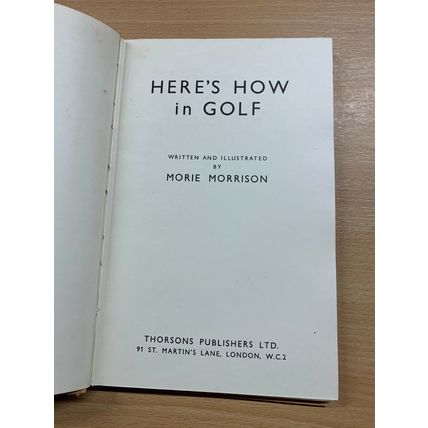 HERE'S HOW
in GOLF
WRITTEN AND ILLUSTRATED
BY
MORIE MORRISON
THORSONS PUBLISHERS LTD.
91 ST. MARTIN'S LANE, LONDON, W.C.2